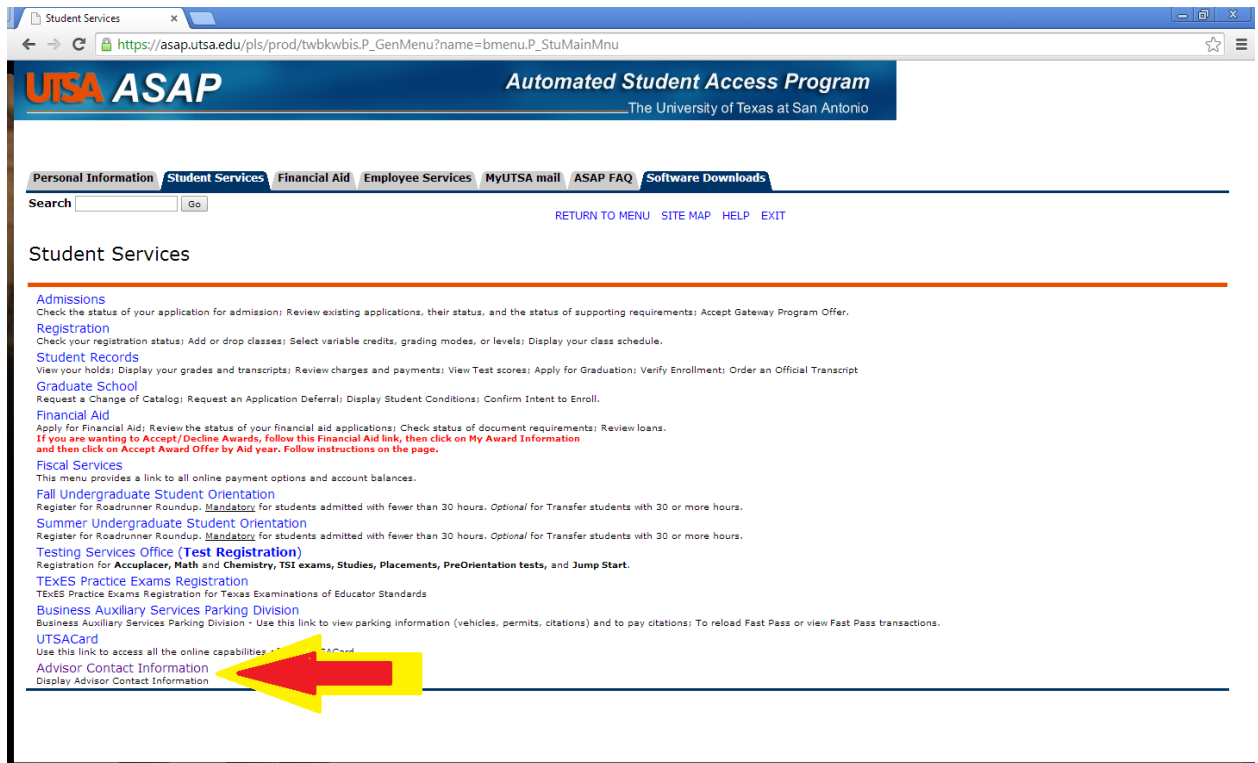 Student Services
https://asap.utsa.edu/pls/prod/twbkwbis.P_GenMenu?name=bmenu.P_StuMainMnu
UTSA ASAP
Automated Student Access Program
The University of Texas at San Antonio
Personal Information Student Services Financial Aid Employee Services MyUTSA mail ASAP FAQ Software Downloads
Search Go
RETURN TO MENU SITE MAP HELP EXIT
Student Services
Admissions
Check the status of your application for admission; Review existing applications, their status, and the status of supporting requirements; Accept Gateway Program Offer.
Registration
Check your registration status; Add or drop classes; Select variable credits, grading modes, or levels; Display your class schedule.
Student Records
View your holds; Display your grades and transcripts; Review charges and payments; View Test scores; Apply for Graduation; Verify Enrollment; Order an Official Transcript
Graduate School
Request a Change of Catalog; Request an Application Deferral; Display Student Conditions; Confirm Intent to Enroll.
Financial Aid
Apply for Financial Aid; Review the status of your financial aid applications; Check status of document requirements; Review loans.
If you are wanting to Accept/Decline Awards, follow this Financial Aid link, then click on My Award Information
and then click on Accept Award Offer by Aid year. Follow instructions on the page.
Fiscal Services
This menu provides a link to all online payment options and account balances.
Fall Undergraduate Student Orientation
Register for Roadrunner Roundup. Mandatory for students admitted with fewer than 30 hours. Optional for Transfer students with 30 or more hours.
Summer Undergraduate Student Orientation
Register for Roadrunner Roundup. Mandatory for students admitted with fewer than 30 hours. Optional for Transfer students with 30 or more hours.
Testing Services Office (Test Registration)
Registration for Accuplacer, Math and Chemistry, TSI exams, Studies, Placements, PreOrientation tests, and Jump Start.
TExES Practice Exams Registration
TExES Practice Exams Registration for Texas Examinations of Educator Standards
Business Auxiliary Services Parking Division
Business Auxiliary Services Parking Division - Use this link to view parking information (vehicles, permits, citations) and to pay citations; To reload Fast Pass or view Fast Pass transactions.
UTSACard
Use this link to access all the online capabilities
Advisor Contact Information
Display Advisor Contact Information